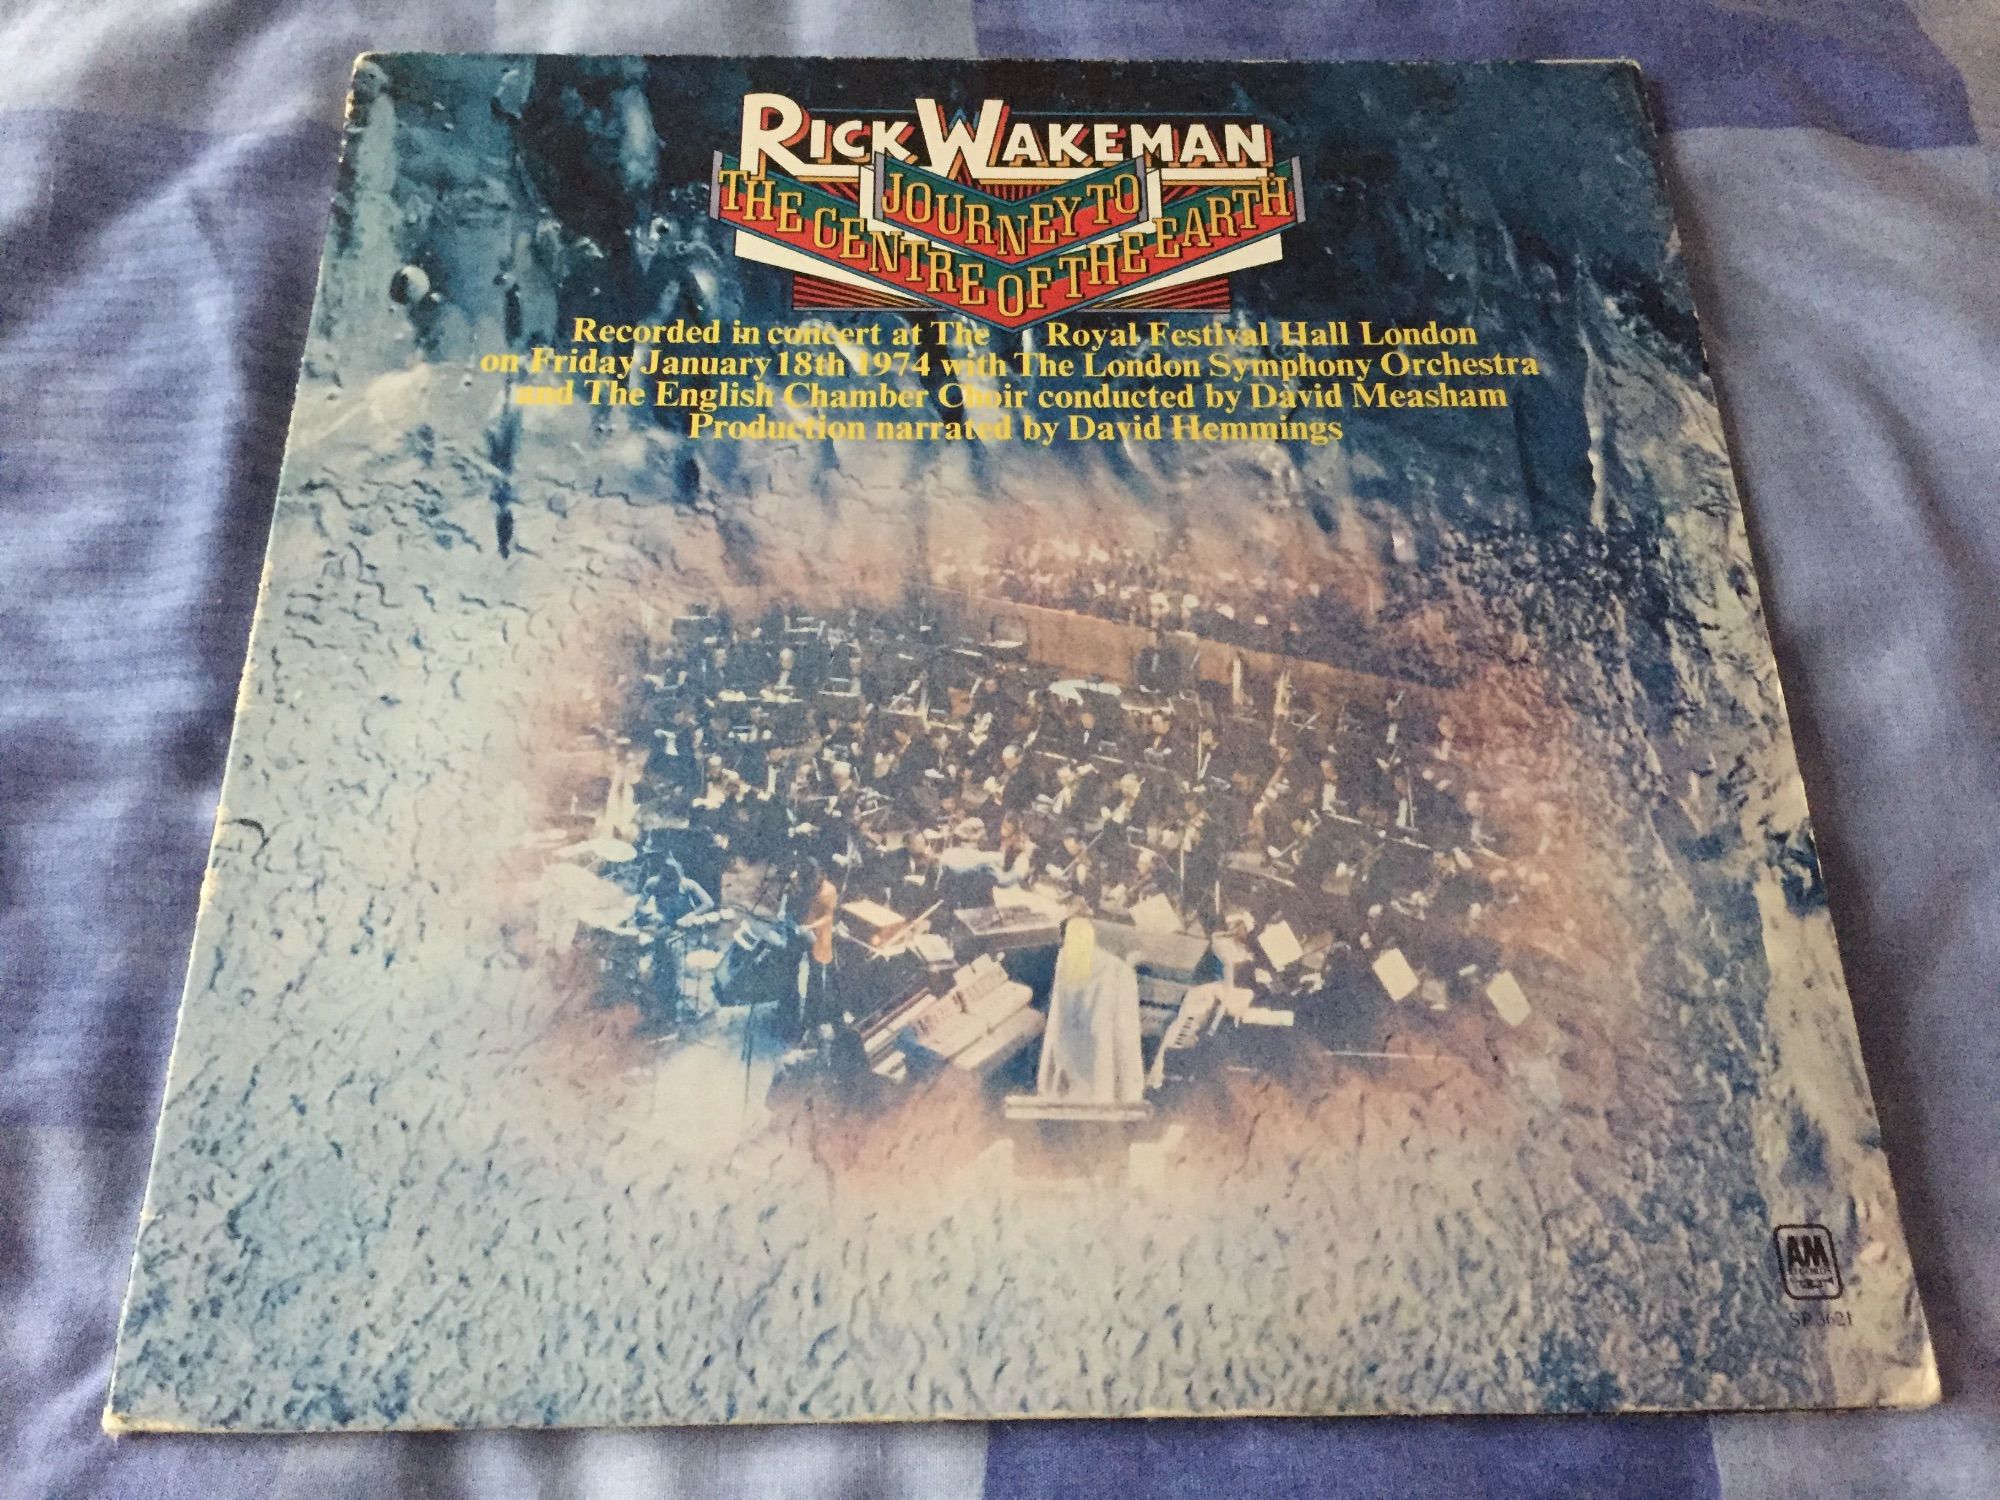 RICK WAKEMAN
JOURNEY TO
THE CENTRE OF THE EARTH
Recorded in concert at The Royal Festival Hall London
on Friday January 18th 1974 with The London Symphony Orchestra
and The English Chamber Choir conducted by David Measham
Production narrated by David Hemmings
AM
RECORDS
SP 3621